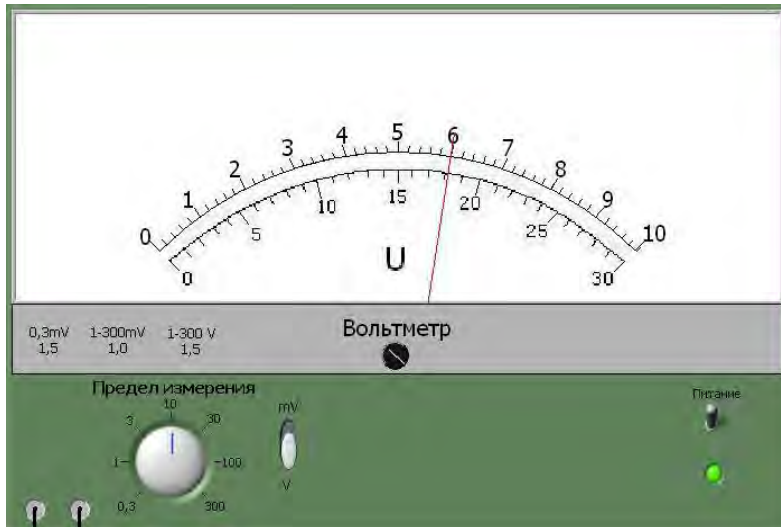 0 1 2 3 4 5 6 7 8 9 10
0 5 10 15 20 25 30
U
Вольтметр
0,3mV 1-300mV 1-300 V
1,5 1,0 1,5
Предел измерения
10
3 30
1 100
0,3 300
mV
V
Питание